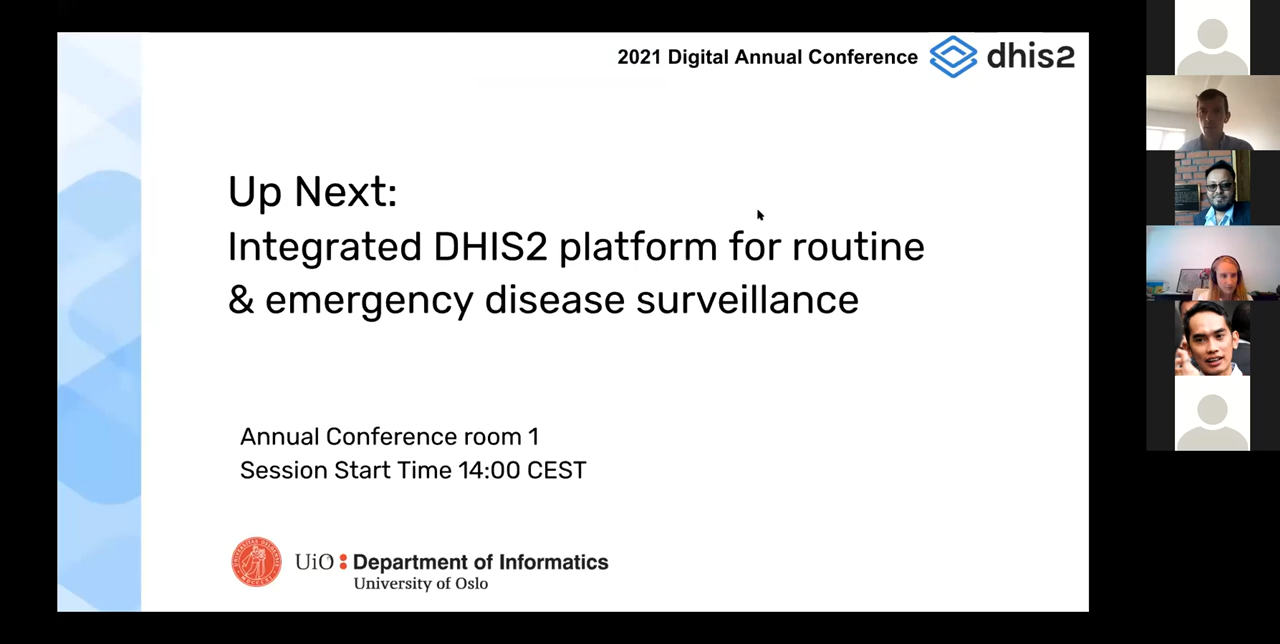 2021 Digital Annual Conference dhis2
Up Next:
Integrated DHIS2 platform for routine
& emergency disease surveillance
Annual Conference room 1
Session Start Time 14:00 CEST
UiO : Department of Informatics
University of Oslo